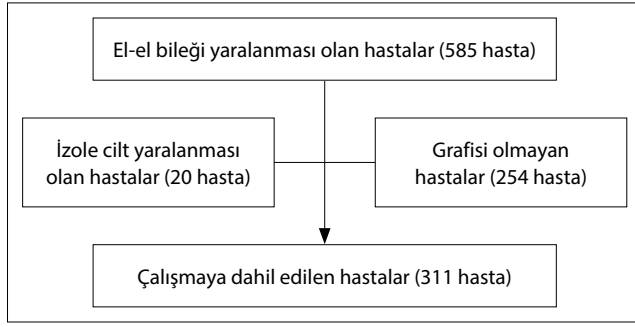 El-el bileği yaralanması olan hastalar (585 hasta)
İzole cilt yaralanması
olan hastalar (20 hasta)
Grafisi olmayan
hastalar (254 hasta)
Çalışmaya dahil edilen hastalar (311 hasta)